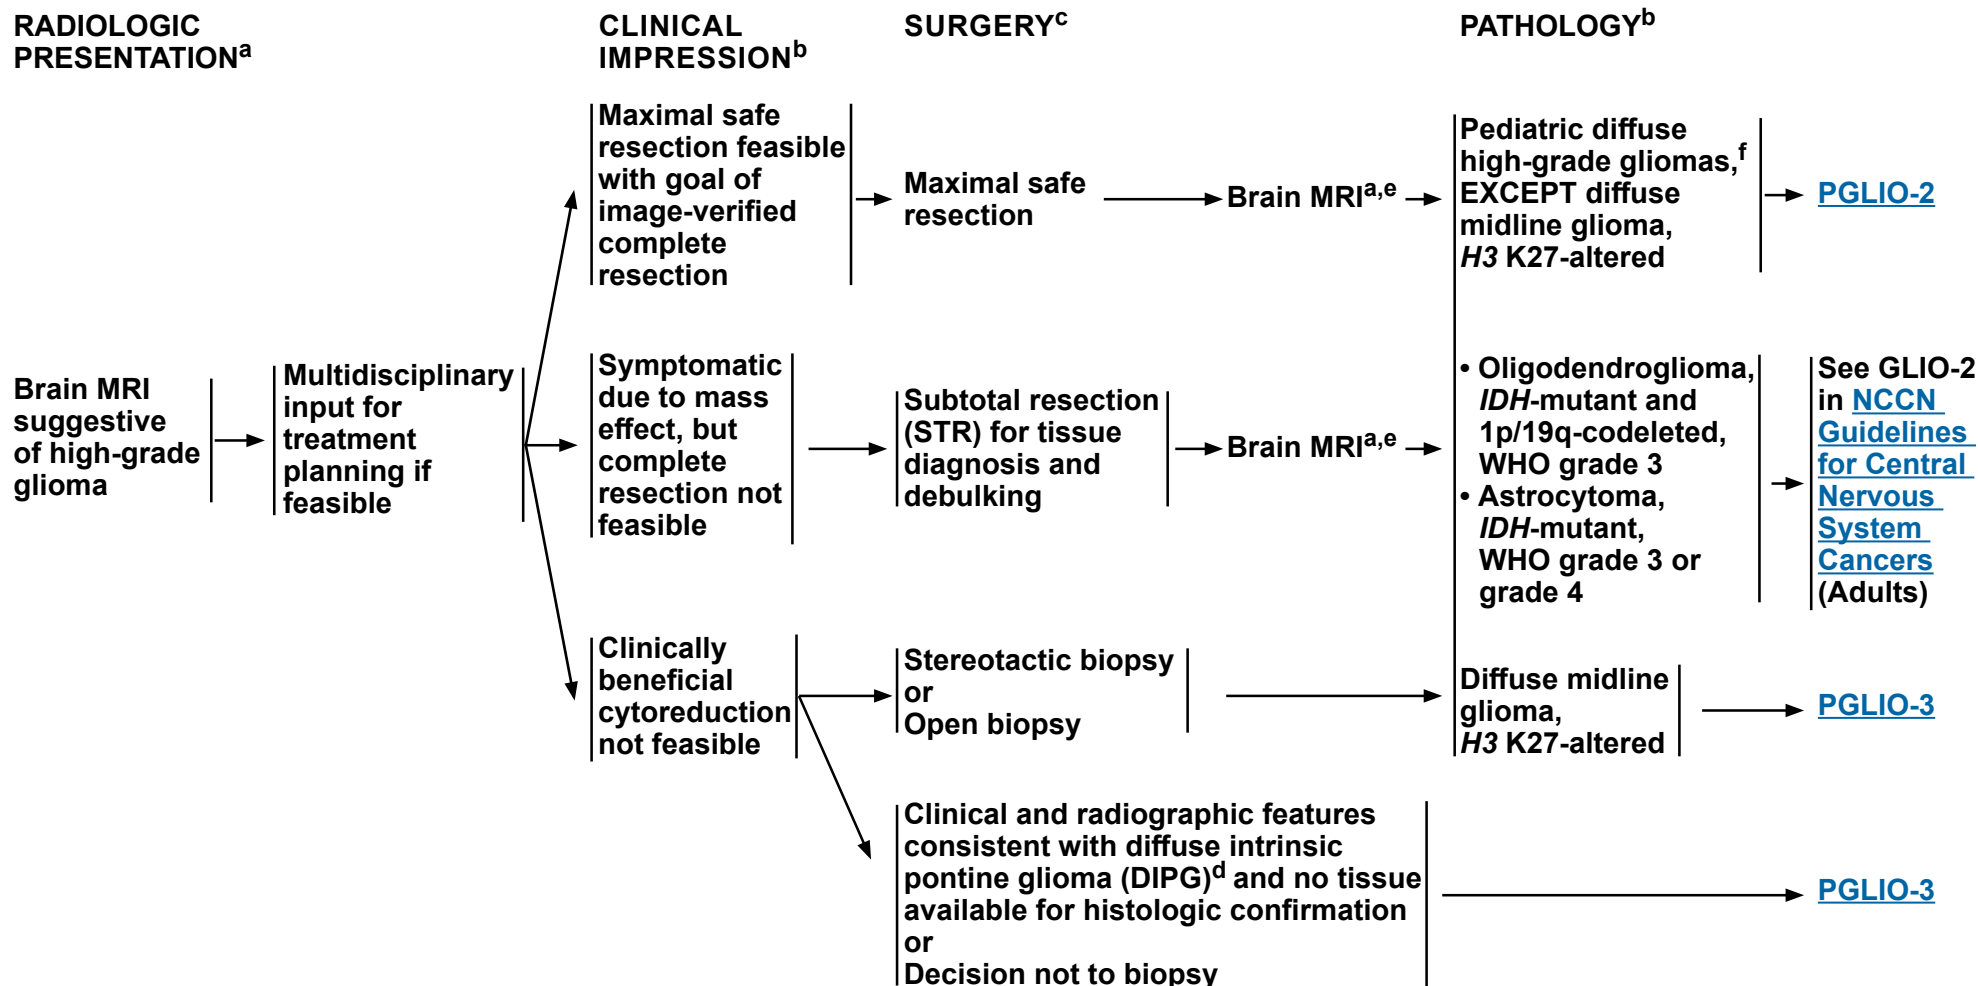 RADIOLOGIC
PRESENTATIONa
CLINICAL
IMPRESSIONb
SURGERYc
PATHOLOGYb
Brain MRI
suggestive
of high-grade
glioma
Multidisciplinary
input for
treatment
planning if
feasible
Maximal safe
resection feasible
with goal of
image-verified
complete
resection
Maximal safe
resection
Brain MRIa,e
Pediatric diffuse
high-grade gliomas,f
EXCEPT diffuse
midline glioma,
H3 K27-altered
PGLIO-2
Symptomatic
due to mass
effect, but
complete
resection not
feasible
Subtotal resection
(STR) for tissue
diagnosis and
debulking
Brain MRIa,e
• Oligodendroglioma,
IDH-mutant and
1p/19q-codeleted,
WHO grade 3
• Astrocytoma,
IDH-mutant,
WHO grade 3 or
grade 4
See GLIO-2
in NCCN
Guidelines
for Central
Nervous
System
Cancers
(Adults)
Clinically
beneficial
cytoreduction
not feasible
Stereotactic biopsy
or
Open biopsy
Diffuse midline
glioma,
H3 K27-altered
PGLIO-3
Clinical and radiographic features
consistent with diffuse intrinsic
pontine glioma (DIPG)d and no tissue
available for histologic confirmation
or
Decision not to biopsy
PGLIO-3